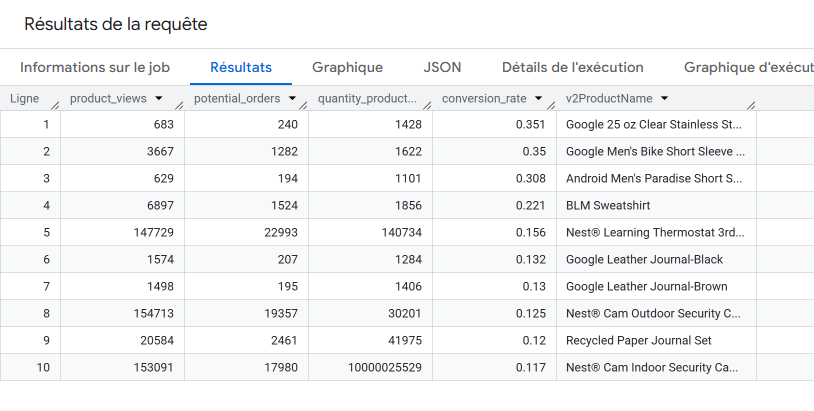 Résultats de la requête
Informations sur le job Résultats Graphique JSON Détails de l'exécution Graphique d'exécut
Ligne product_views potential_orders quantity_product... conversion_rate v2ProductName
1 683 240 1428 0.351 Google 25 oz Clear Stainless St...
2 3667 1282 1622 0.35 Google Men's Bike Short Sleeve ...
3 629 194 1101 0.308 Android Men's Paradise Short S...
4 6897 1524 1856 0.221 BLM Sweatshirt
5 147729 22993 140734 0.156 Nest® Learning Thermostat 3rd...
6 1574 207 1284 0.132 Google Leather Journal-Black
7 1498 195 1406 0.13 Google Leather Journal-Brown
8 154713 19357 30201 0.125 Nest® Cam Outdoor Security C...
9 20584 2461 41975 0.12 Recycled Paper Journal Set
10 153091 17980 10000025529 0.117 Nest® Cam Indoor Security Ca...